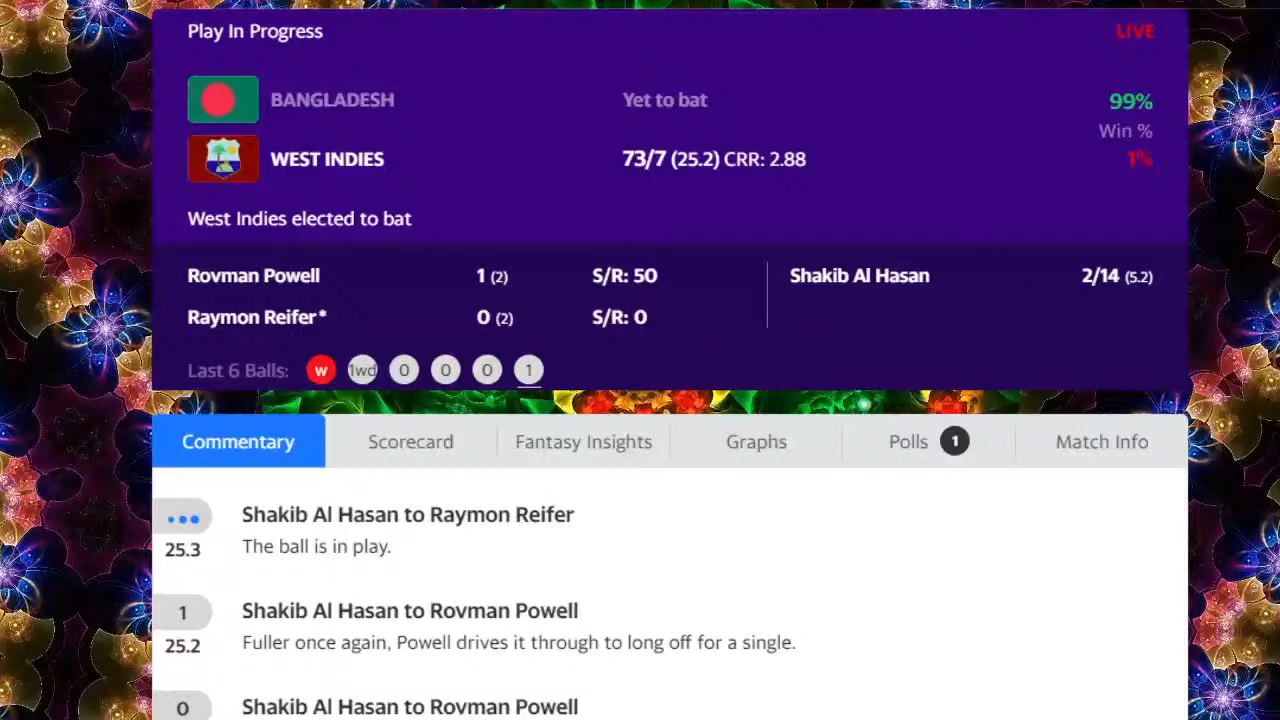 Play In Progress LIVE
BANGLADESH Yet to bat 99%
Win %
WEST INDIES 73/7 (25.2) CRR: 2.88 1%
West Indies elected to bat
Rovman Powell 1 (2) S/R: 50 Shakib Al Hasan 2/14 (5.2)
Raymon Reifer* 0 (2) S/R: 0
Last 6 Balls: w 1wd 0 0 0 1
Commentary Scorecard Fantasy Insights Graphs Polls 1 Match Info
Shakib Al Hasan to Raymon Reifer
25.3 The ball is in play.
1 Shakib Al Hasan to Rovman Powell
25.2 Fuller once again, Powell drives it through to long off for a single.
0 Shakib Al Hasan to Rovman Powell